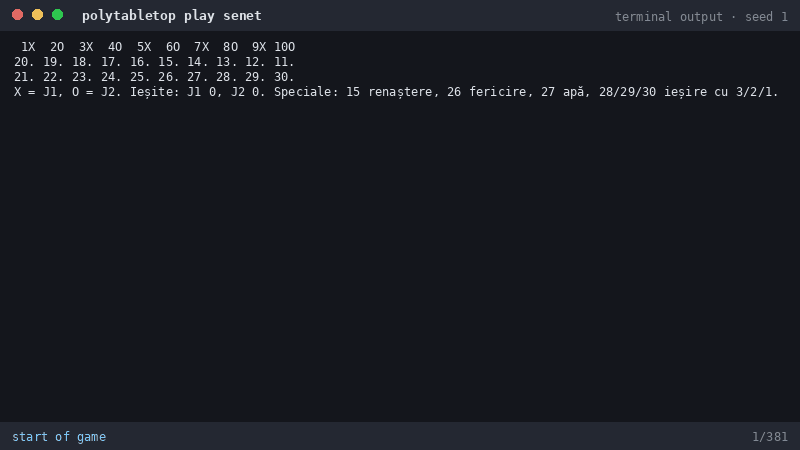 polytabletop play senet
terminal output · seed 1
1X 2O 3X 4O 5X 6O 7X 8O 9X 10O
20. 19. 18. 17. 16. 15. 14. 13. 12. 11.
21. 22. 23. 24. 25. 26. 27. 28. 29. 30.
X = J1, O = J2. Ieșite: J1 0, J2 0. Speciale: 15 renaștere, 26 fericire, 27 apă, 28/29/30 ieșire cu 3/2/1.
start of game
1/381